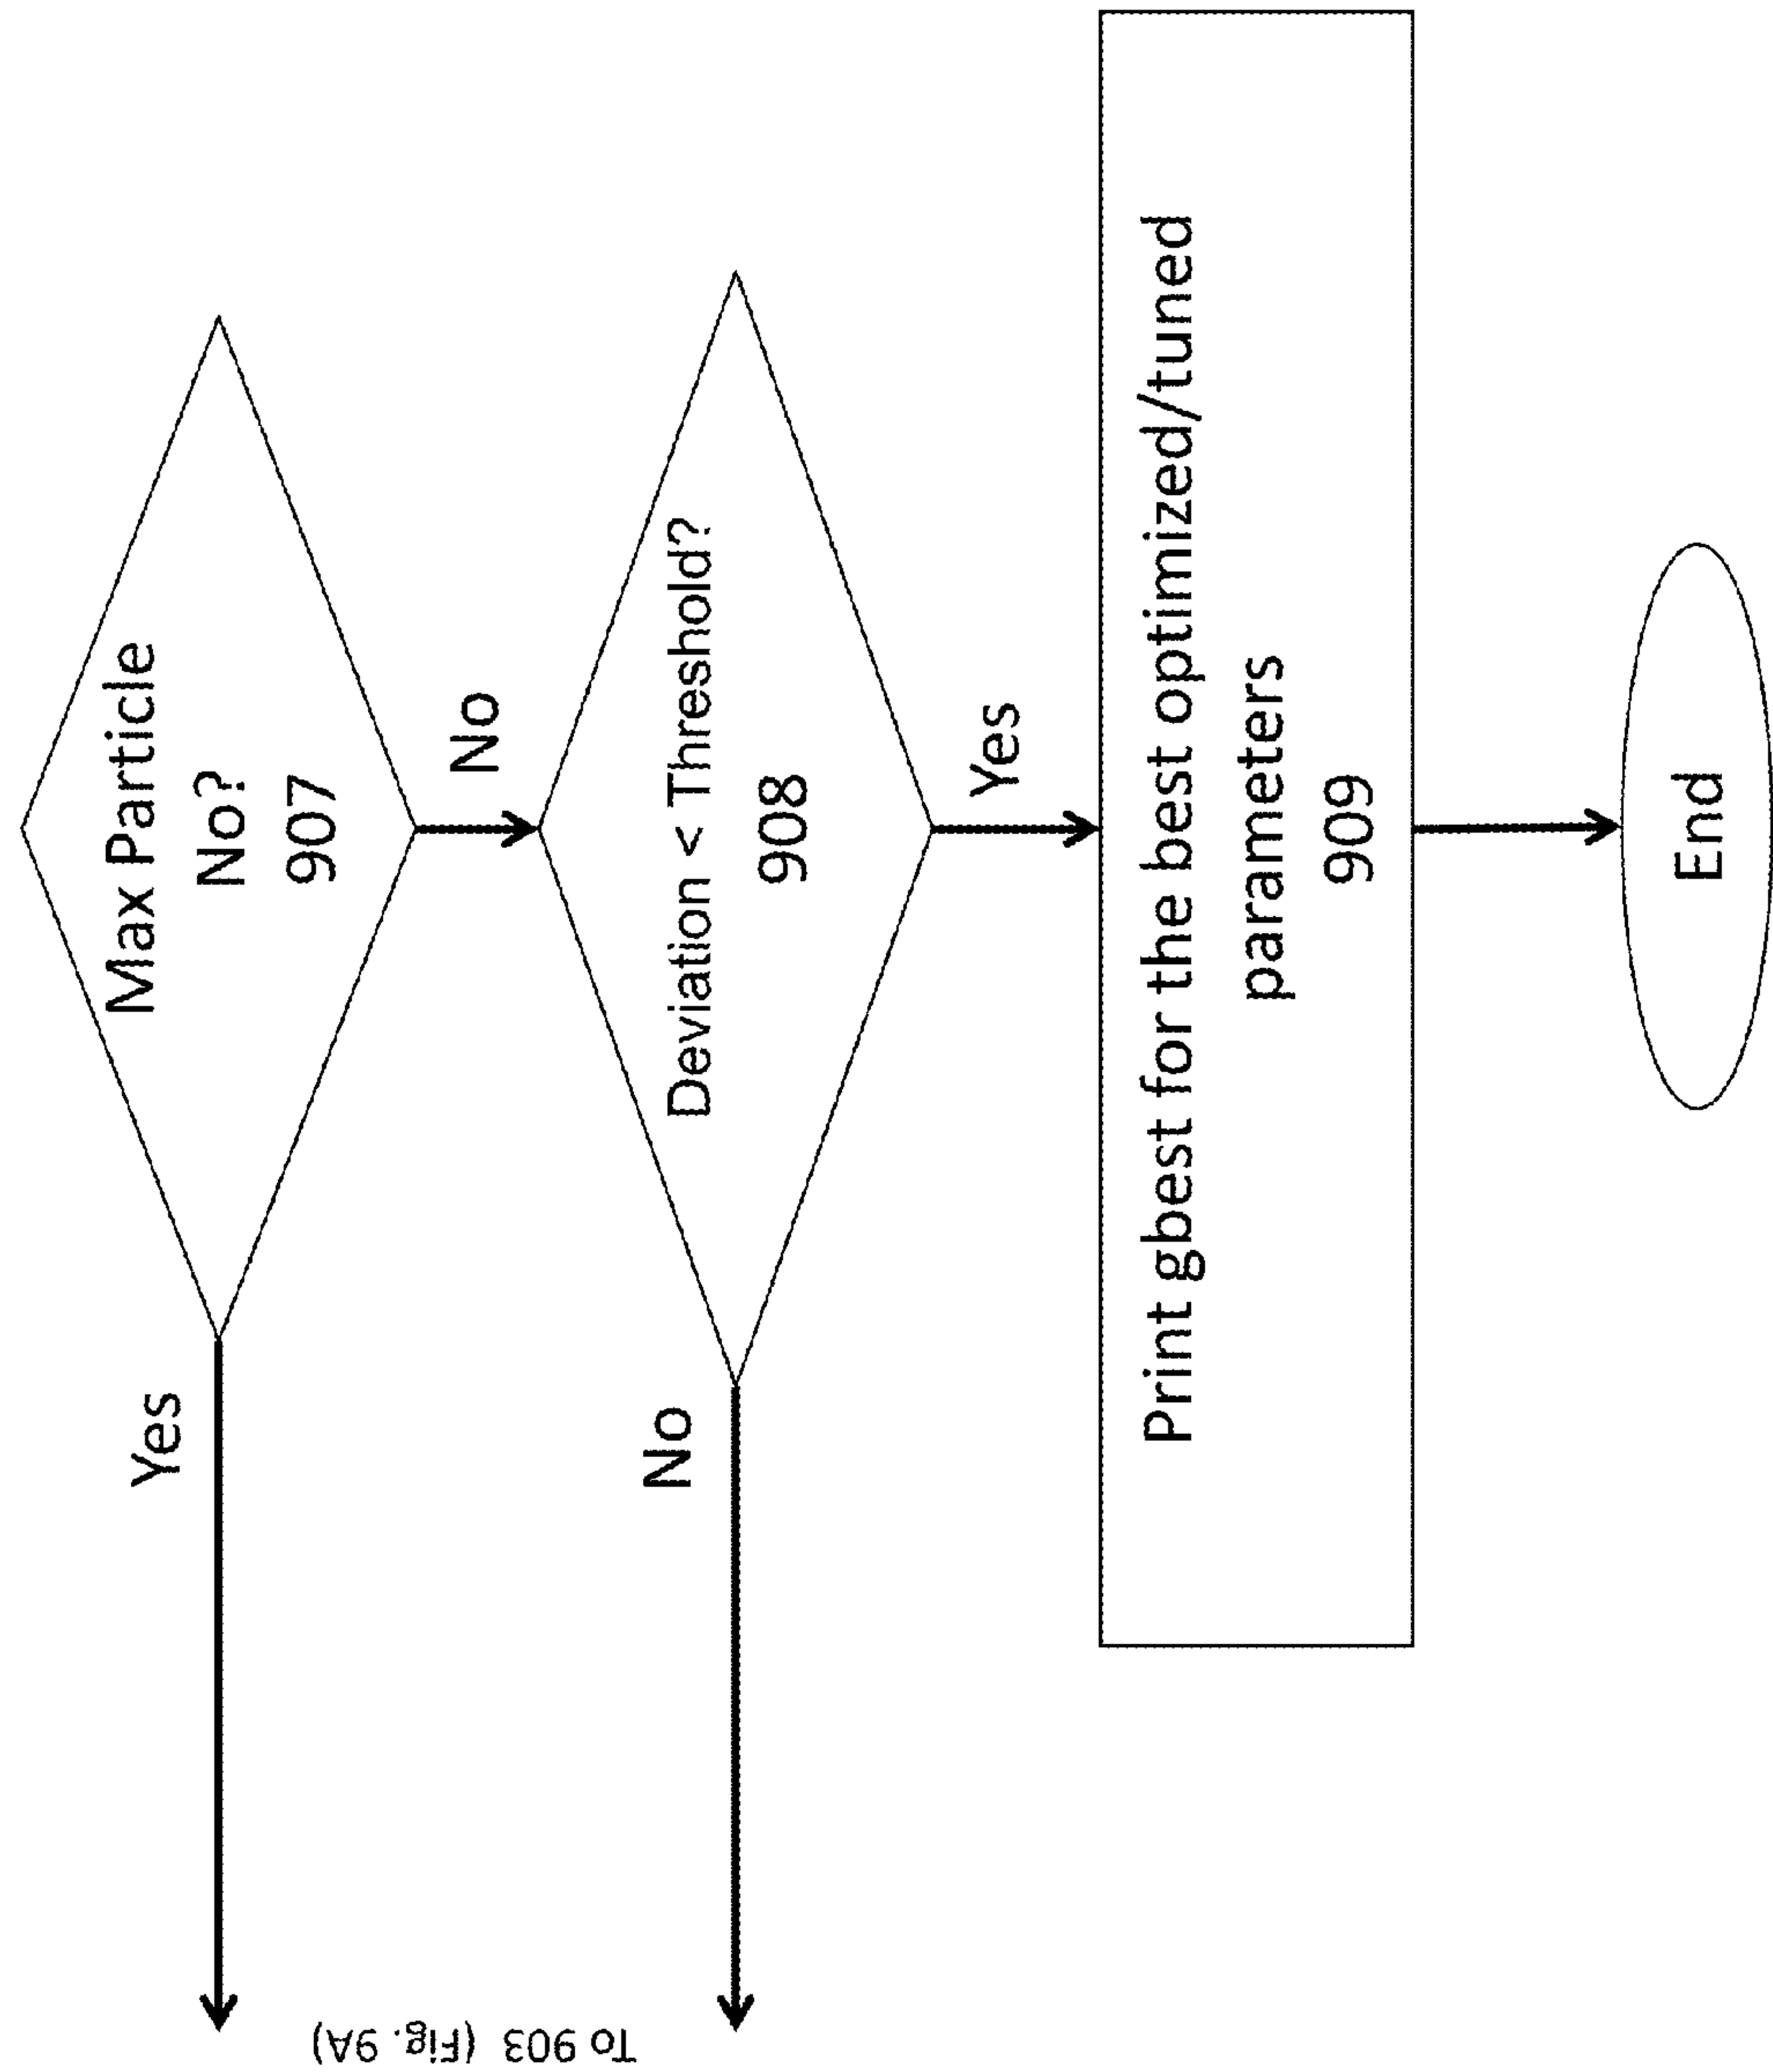 Max Particle
No?
907
Yes
No
Deviation < Threshold?
908
No
Yes
To 903 (Fig. 9A)
Print gbest for the best optimized/tuned
parameters
909
End